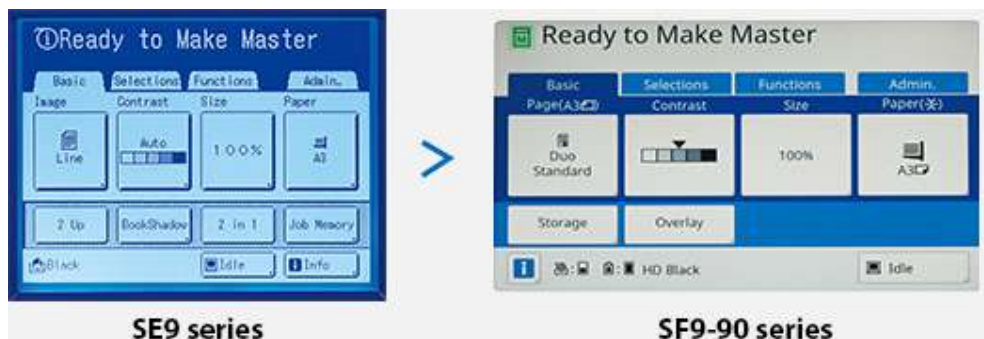 ①Ready to Make Master
Basic Selections Functions Admin.
Image Contrast Size Paper
Line Auto 100% A3
2 Up BookShadow 2 in 1 Job Memory
Black Idle Info
SE9 series
>
Ready to Make Master
Basic Selections Functions Admin.
Page(A3) Contrast Size Paper(
Duo
Standard
100% A3
Storage Overlay
i HD Black Idle
SF9-90 series